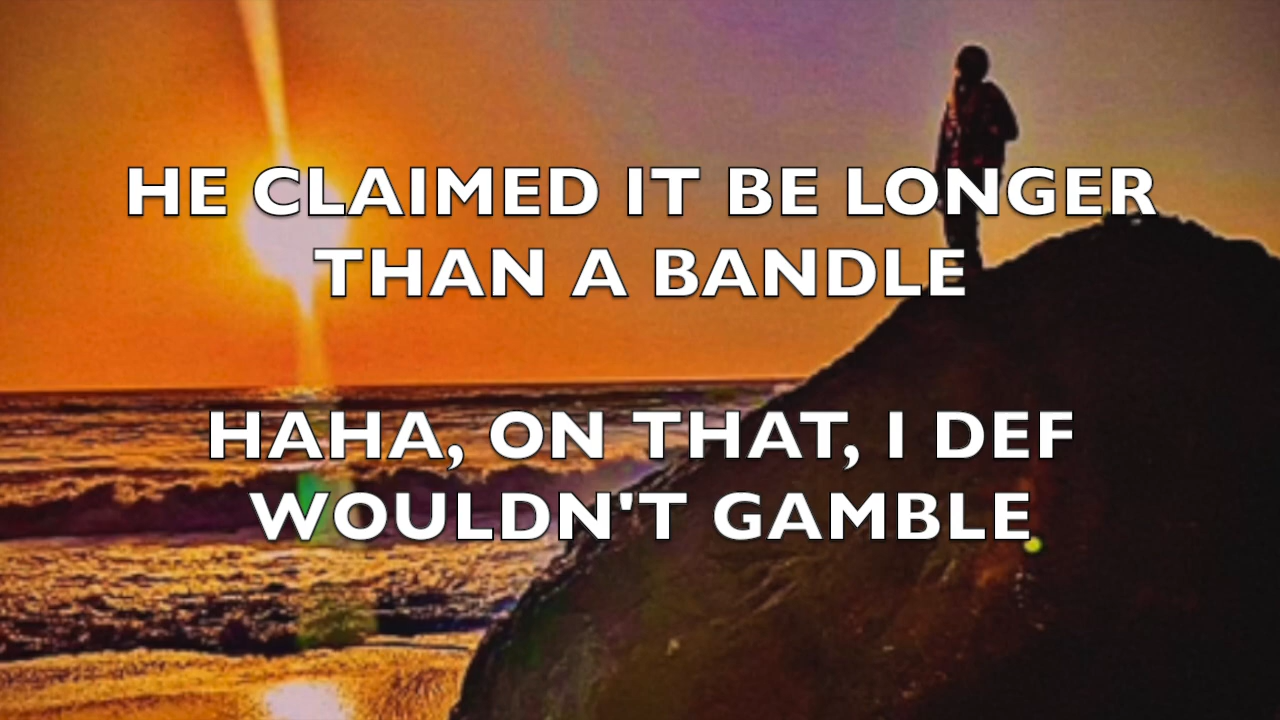 HE CLAIMED IT BE LONGER
THAN A BANDLE
HAHA, ON THAT, I DEF
WOULDN'T GAMBLE